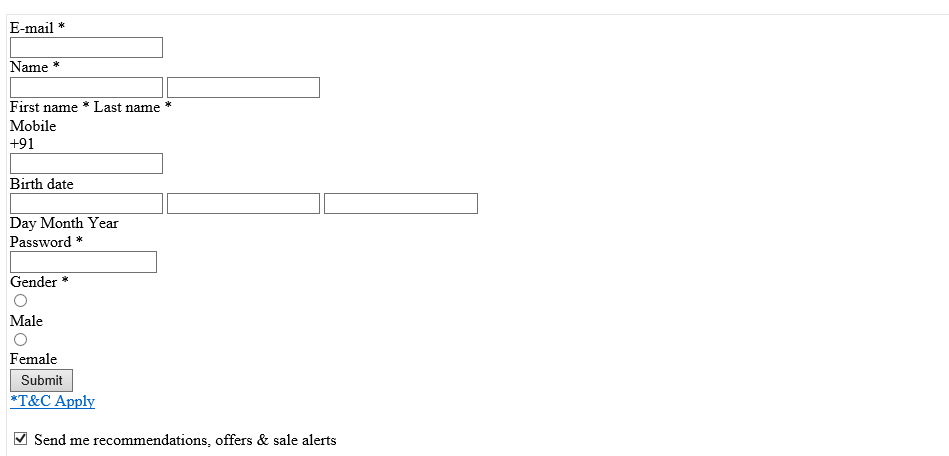 E-mail *
Name *
First name * Last name *
Mobile
+91
Birth date
Day Month Year
Password *
Gender *
Male
Female
Submit
*T&C Apply
Send me recommendations, offers & sale alerts